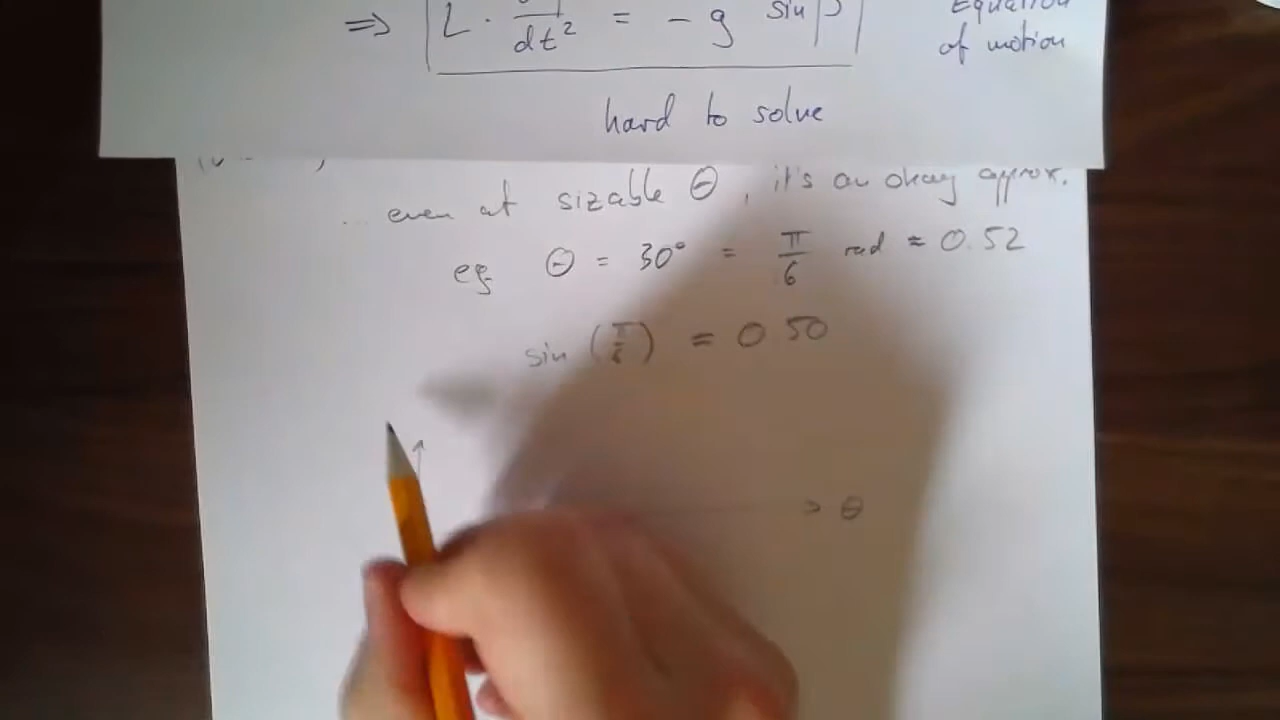 ⇒ L · dt² = - g sin
Equation
of motion
hard to solve
... even at sizable Θ, it's an okay approx.
eg Θ = 30° = π/6 rad ≈ 0.52
sin (π/6) = 0.50
Θ